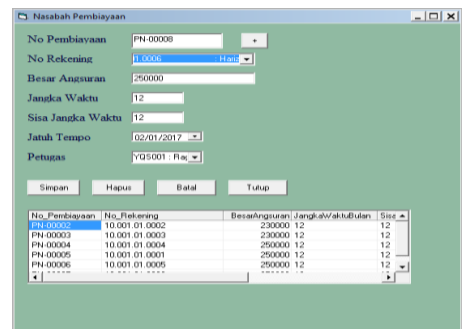 Nasabah Pembiayaan
No Pembiayaan PN-00008 +
No Rekening 1.0006 : Hariz
Besar Angsuran 250000
Jangka Waktu 12
Sisa Jangka Waktu 12
Jatuh Tempo 02/01/2017
Petugas YQS001 : Raj
Simpan Hapus Batal Tutup
No_Pembiayaan No_Rekening BesarAngsuran JangkaWaktuBulan Sisa
PN-00002 10.001.01.0002 230000 12 12
PN-00003 10.001.01.0003 230000 12 12
PN-00004 10.001.01.0004 250000 12 12
PN-00005 10.001.01.0001 250000 12 12
PN-00006 10.001.01.0005 250000 12 12